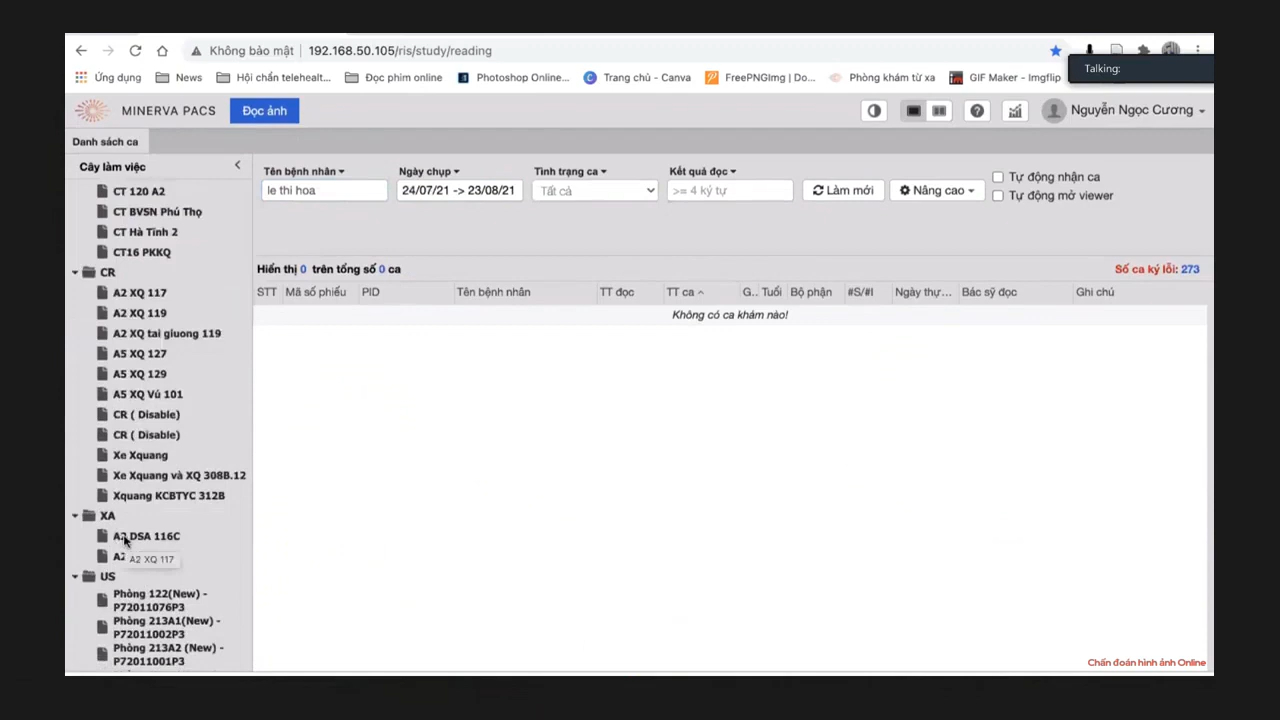 Không bảo mật | 192.168.50.105/ris/study/reading
Ứng dụng News Hội chẩn telehealt... Đọc phim online Photoshop Online... Trang chủ - Canva FreePNGImg | Do... Phòng khám từ xa GIF Maker - Imgflip
Talking:
MINERVA PACS Đọc ảnh Nguyễn Ngọc Cương
Danh sách ca
Cây làm việc
CT 120 A2
CT BVSN Phú Thọ
CT Hà Tĩnh 2
CT16 PKKQ
CR
A2 XQ 117
A2 XQ 119
A2 XQ tai giuong 119
A5 XQ 127
A5 XQ 129
A5 XQ Vú 101
CR ( Disable)
CR ( Disable)
Xe Xquang
Xe Xquang và XQ 308B.12
Xquang KCBTYC 312B
XA
A2 DSA 116C
A2
A2 XQ 117
US
Phòng 122(New) -
P72011076P3
Phòng 213A1(New) -
P72011002P3
Phòng 213A2 (New) -
P72011001P3
Tên bệnh nhân Ngày chụp Tình trạng ca Kết quả đọc
le thi hoa 24/07/21 -> 23/08/21 Tất cả >= 4 ký tự Làm mới Nâng cao
Tự động nhận ca
Tự động mở viewer
Hiển thị 0 trên tổng số 0 ca Số ca ký lỗi: 273
STT Mã số phiếu PID Tên bệnh nhân TT đọc TT ca G.. Tuổi Bộ phận #S/#I Ngày thự... Bác sỹ đọc Ghi chú
Không có ca khám nào!
Chẩn đoán hình ảnh Online